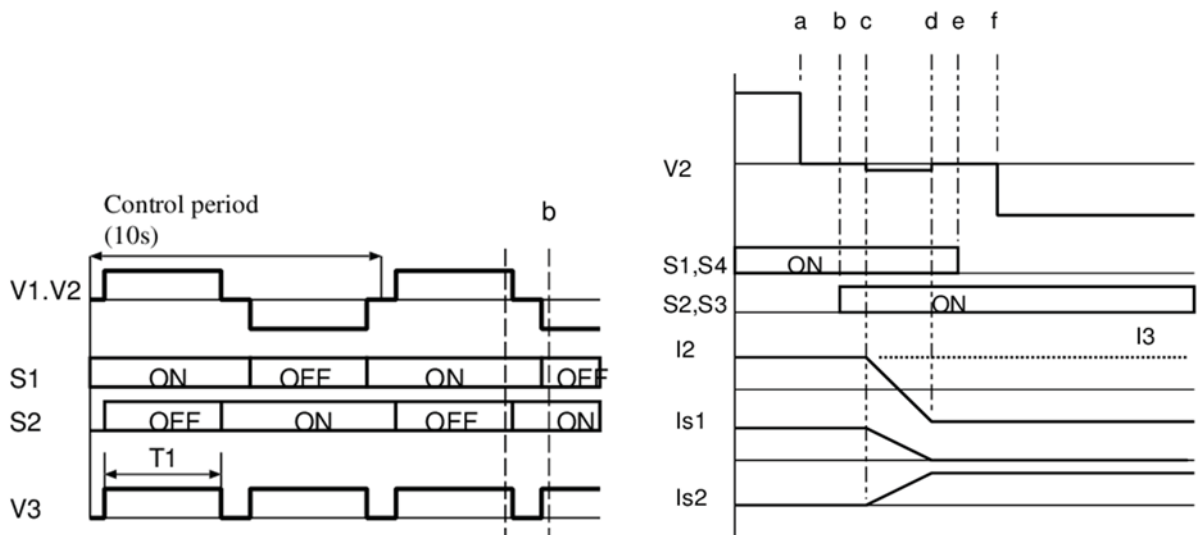 Control period
(10s)
b
V1.V2
S1
ON
OFF
ON
OFF
S2
OFF
ON
OFF
ON
T1
V3
a
b
c
d
e
f
V2
S1,S4
ON
S2,S3
ON
I2
I3
Is1
Is2